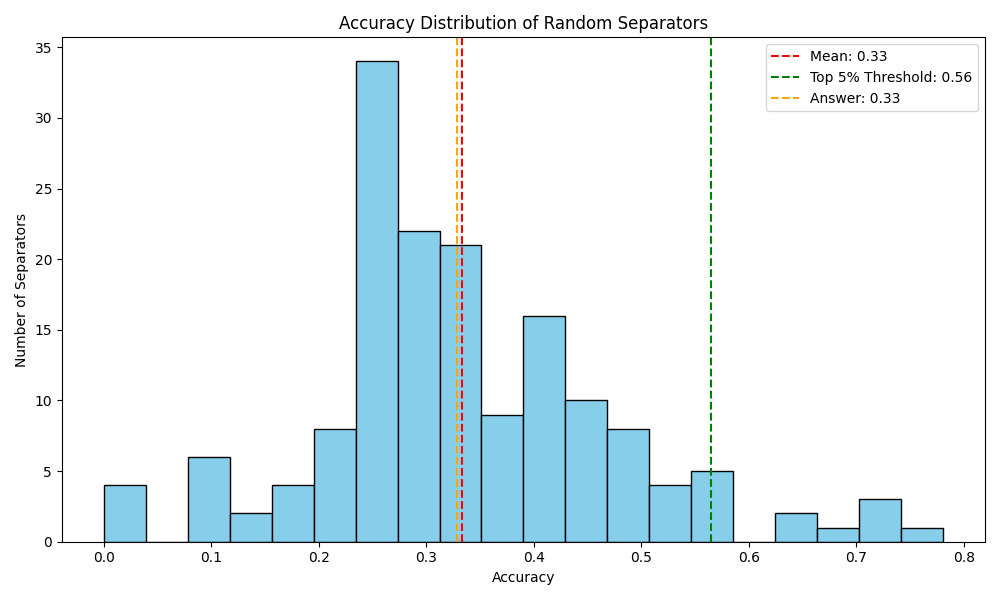 Accuracy Distribution of Random Separators
Mean: 0.33
Top 5% Threshold: 0.56
Answer: 0.33
Number of Separators
35
30
25
20
15
10
5
0
0.0 0.1 0.2 0.3 0.4 0.5 0.6 0.7 0.8
Accuracy